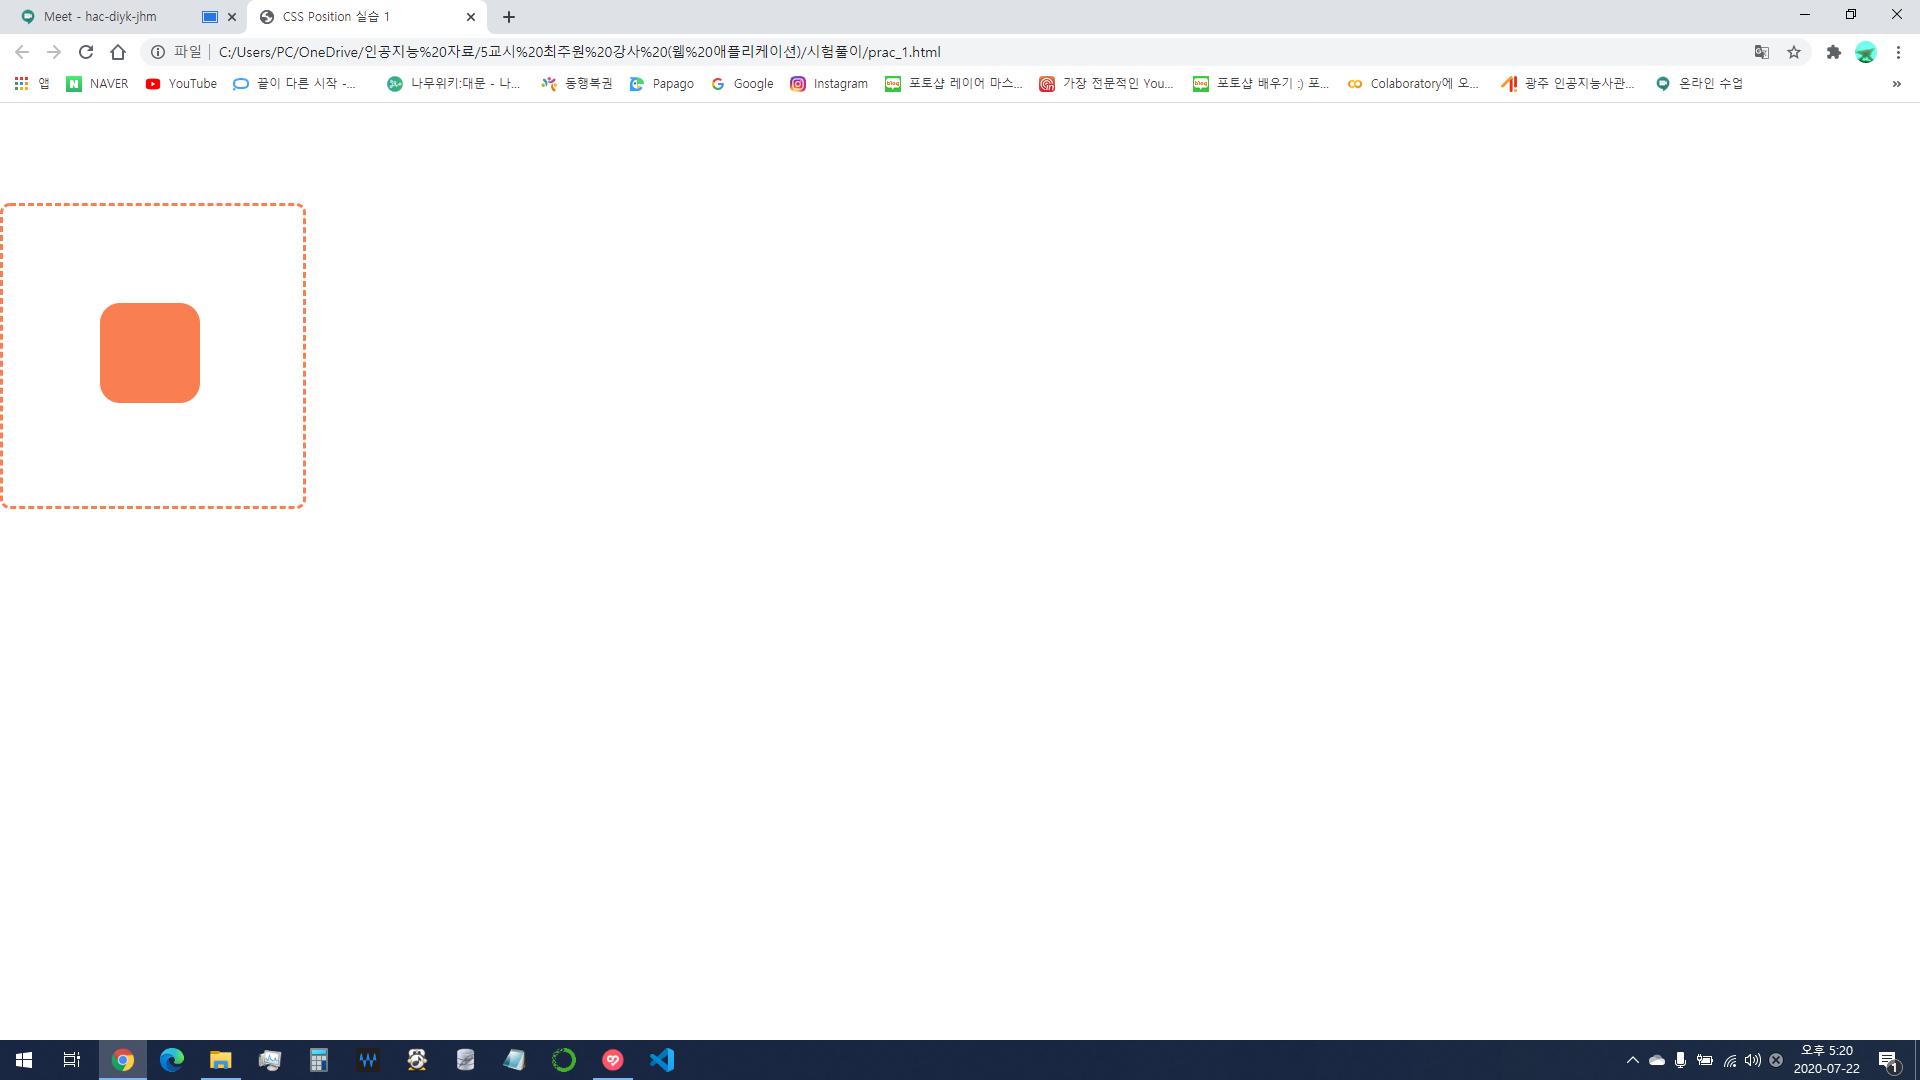 Meet - hac-diyk-jhm
CSS Position 실습 1
파일 C:/Users/PC/OneDrive/인공지능%20자료/5교시%20최주원%20강사%20(웹%20애플리케이션)/시험풀이/prac_1.html
앱 NAVER YouTube 끝이 다른 시작 -... 나무위키:대문 - 나... 동행복권 Papago Google Instagram 포토샵 레이어 마스... 가장 전문적인 You... 포토샵 배우기 :) 포... Colaboratory에 오... 광주 인공지능사관... 온라인 수업 »
오후 5:20
2020-07-22
1